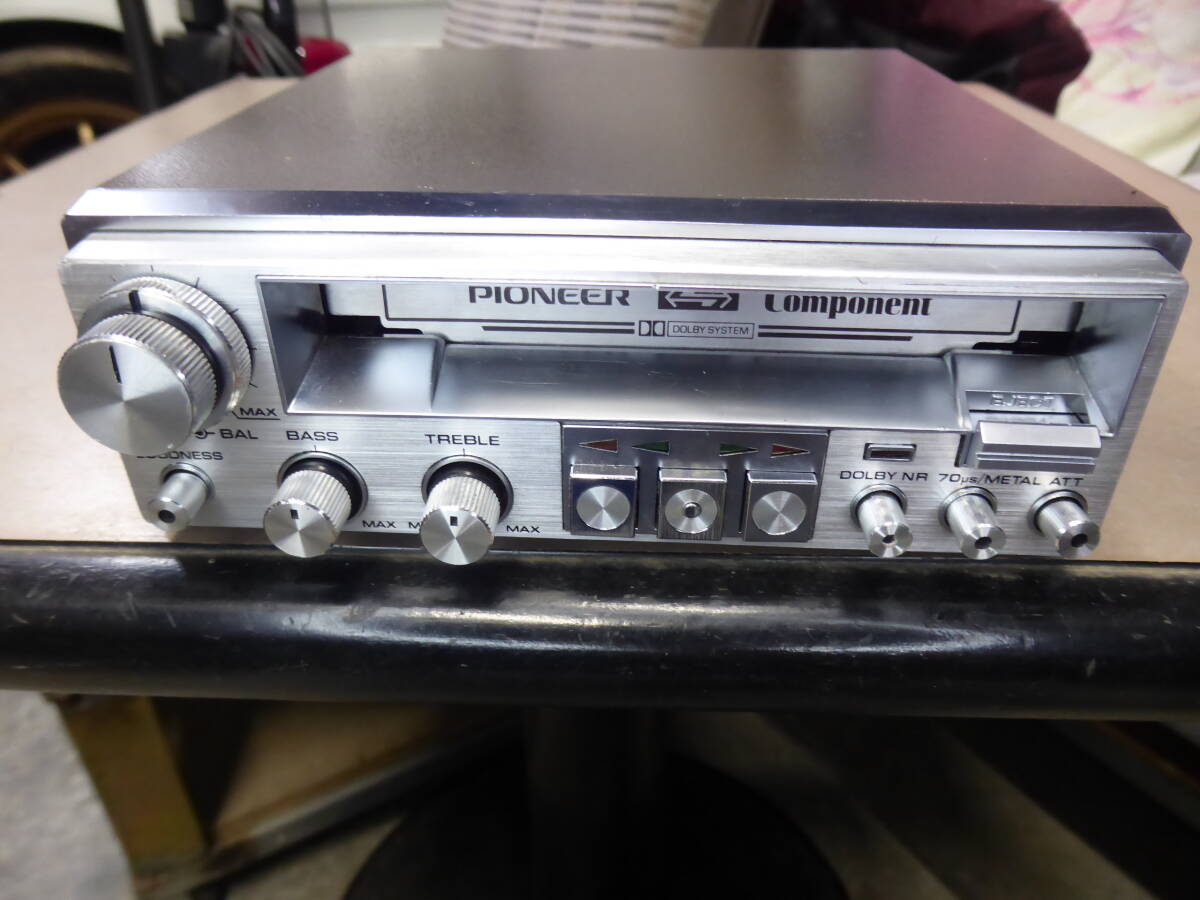 PIONEER Component
DOLBY SYSTEM
EJECT
MAX
BAL BASS TREBLE
LOUDNESS
DOLBY NR 70µs/METAL ATT
MAX MAX